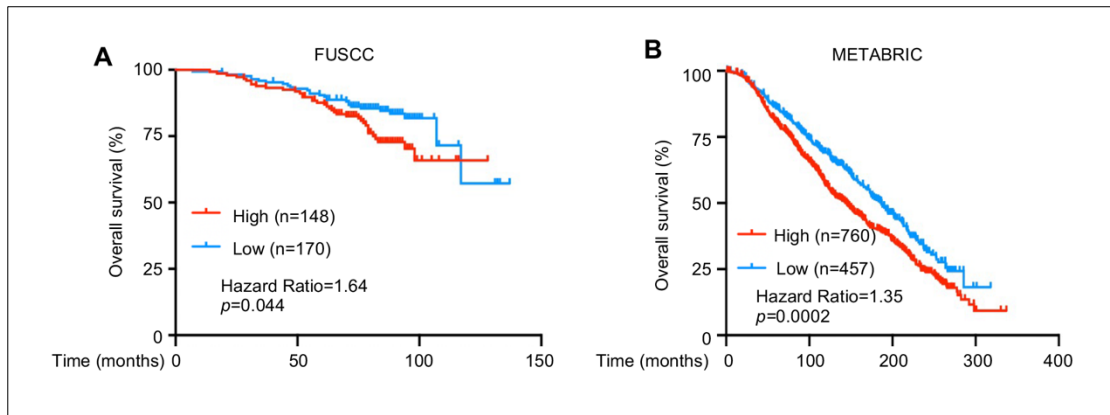 A
FUSCC
Overall survival (%)
100
75
50
25
0
High (n=148)
Low (n=170)
Hazard Ratio=1.64
p=0.044
Time (months)
0 50 100 150
B
METABRIC
Overall survival (%)
100
75
50
25
0
High (n=760)
Low (n=457)
Hazard Ratio=1.35
p=0.0002
Time (months)
0 100 200 300 400